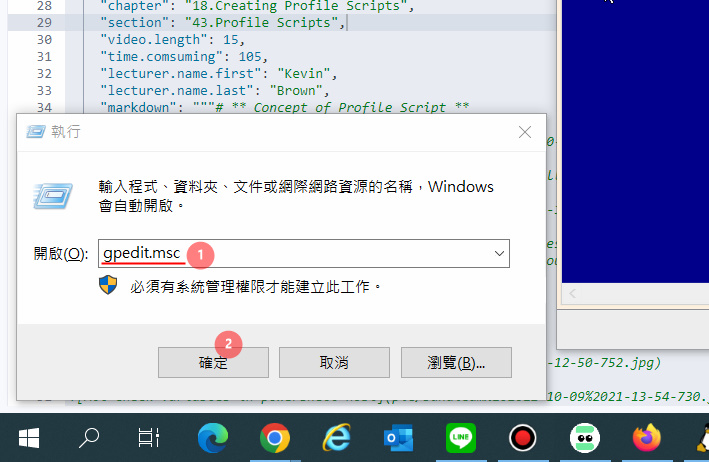 28 "chapter": "18.Creating Profile Scripts",
29 "section": "43.Profile Scripts",
30 "video.length": 15,
31 "time.comsuming": 105,
32 "lecturer.name.first": "Kevin",
33 "lecturer.name.last": "Brown",
34 "markdown": """# ** Concept of Profile Script **
執行
輸入程式、資料夾、文件或網際網路資源的名稱，Windows
會自動開啟。
開啟(O): gpedit.msc 1
必須有系統管理權限才能建立此工作。
2
確定 取消 瀏覽(B)...
-12-50-752.jpg)
10-09%2021-13-54-730.
LINE